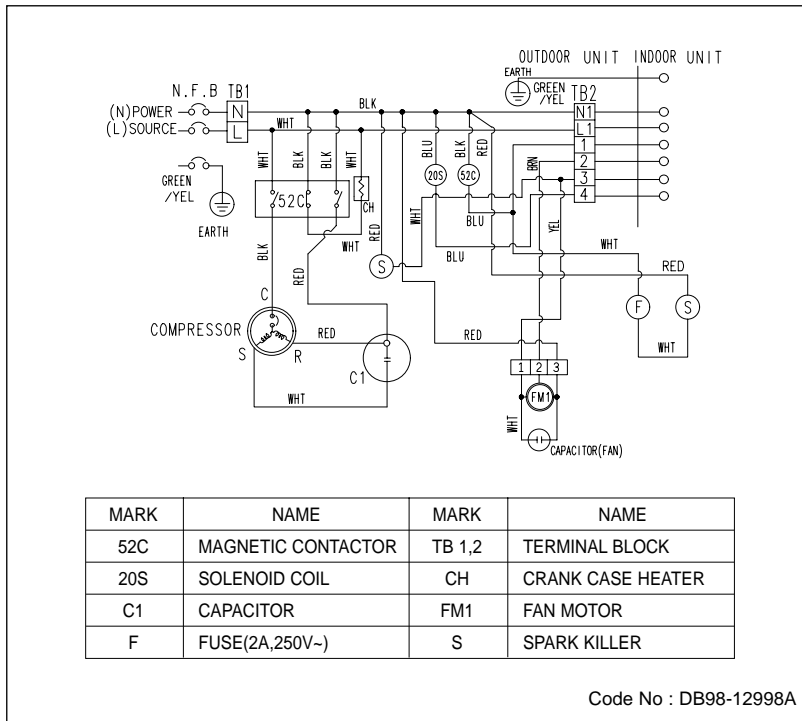 OUTDOOR UNIT INDOOR UNIT
EARTH
GREEN
/YEL
N.F.B TB1
TB2
(N)POWER
N
BLK
N1
(L)SOURCE
L
WHT
L1
1
2
3
4
WHT
BLK
BLK
WHT
BLU
BLK
RED
BRN
20S
52C
GREEN
/YEL
EARTH
52C
CH
WHT
WHT
BLU
YEL
BLK
RED
RED
S
BLU
WHT
RED
C
COMPRESSOR
S
R
RED
C1
RED
F
S
WHT
WHT
1 2 3
FM1
WHT
CAPACITOR(FAN)
MARK NAME MARK NAME
52C MAGNETIC CONTACTOR TB 1,2 TERMINAL BLOCK
20S SOLENOID COIL CH CRANK CASE HEATER
C1 CAPACITOR FM1 FAN MOTOR
F FUSE(2A,250V~) S SPARK KILLER
Code No : DB98-12998A